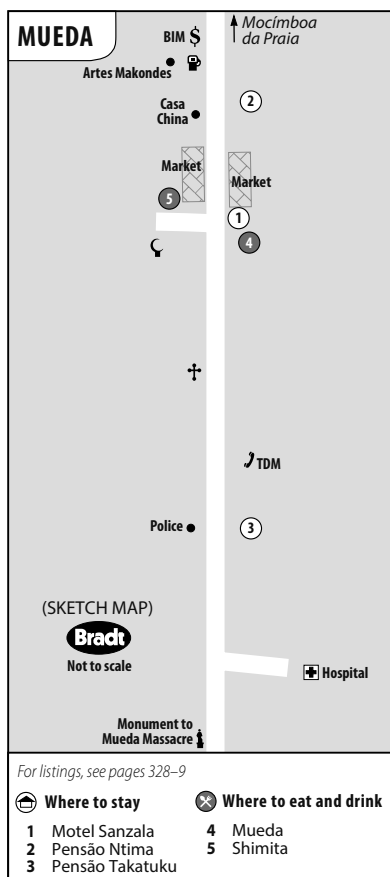 MUEDA
BIM $
Mocímboa
da Praia
Artes Makondes
2
Casa
China
Market
Market
5
1
4
TDM
Police
3
(SKETCH MAP)
Bradt
Not to scale
Hospital
Monument to
Mueda Massacre
For listings, see pages 328–9
Where to stay
1 Motel Sanzala
2 Pensão Ntima
3 Pensão Takatuku
Where to eat and drink
4 Mueda
5 Shimita